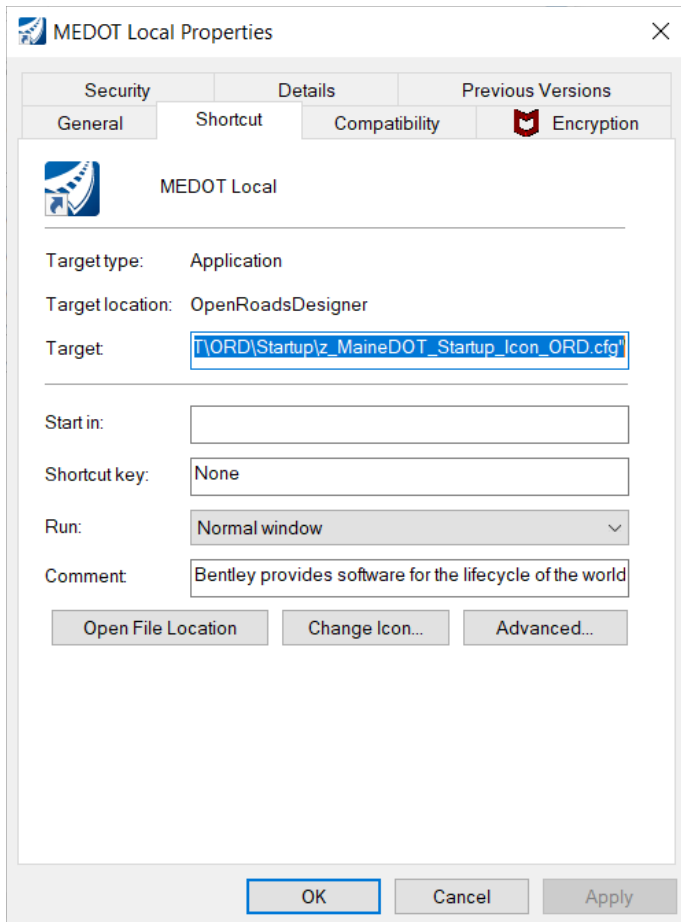 MEDOT Local Properties
Security Details Previous Versions
General Shortcut Compatibility Encryption
MEDOT Local
Target type: Application
Target location: OpenRoadsDesigner
Target: T\ORD\Startup\z_MaineDOT_Startup_Icon_ORD.cfg"
Start in:
Shortcut key: None
Run: Normal window
Comment: Bentley provides software for the lifecycle of the world
Open File Location Change Icon... Advanced...
OK Cancel Apply